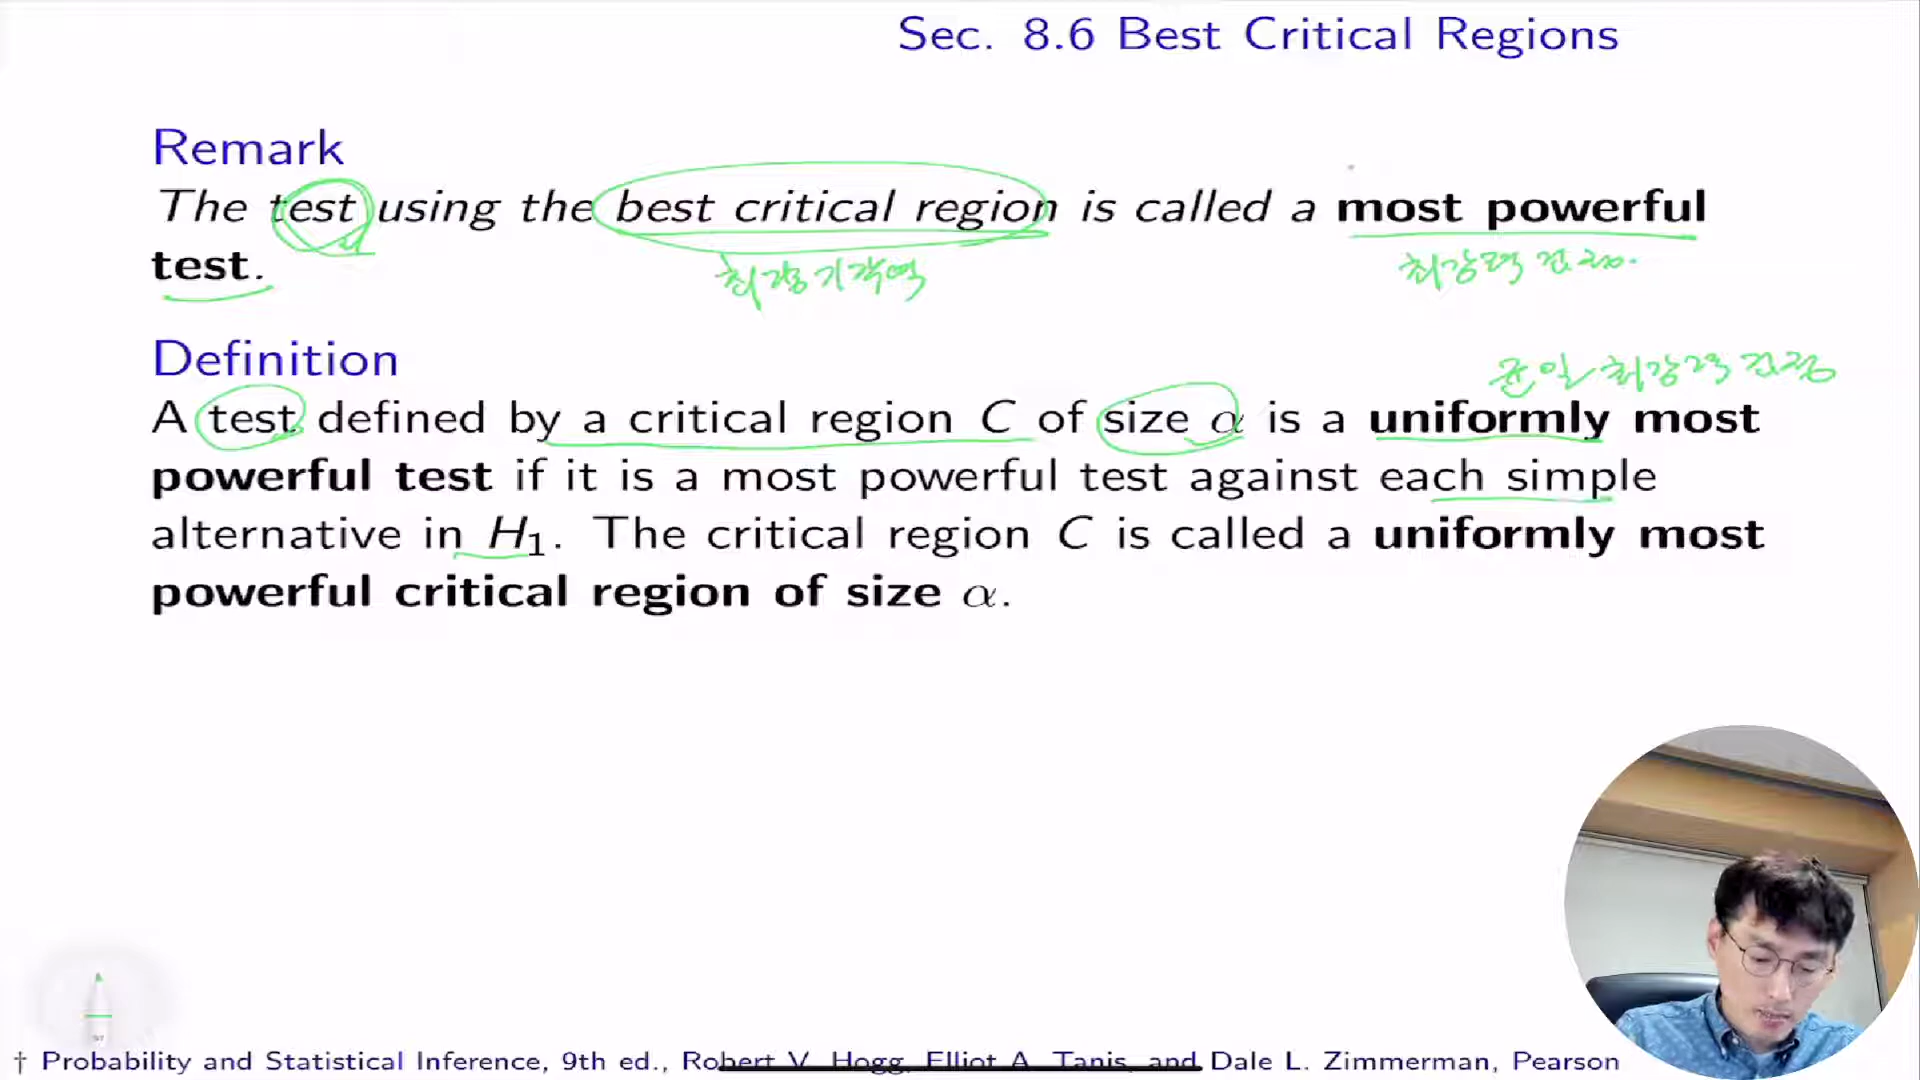 Sec. 8.6 Best Critical Regions
Remark
The test using the best critical region is called a most powerful
test.
최강기각역
최강력 검정.
Definition
균일 최강력 검정
A test defined by a critical region C of size α is a uniformly most
powerful test if it is a most powerful test against each simple
alternative in H₁. The critical region C is called a uniformly most
powerful critical region of size α.
† Probability and Statistical Inference, 9th ed., Robert V. Hogg, Elliot A. Tanis, and Dale L. Zimmerman, Pearson